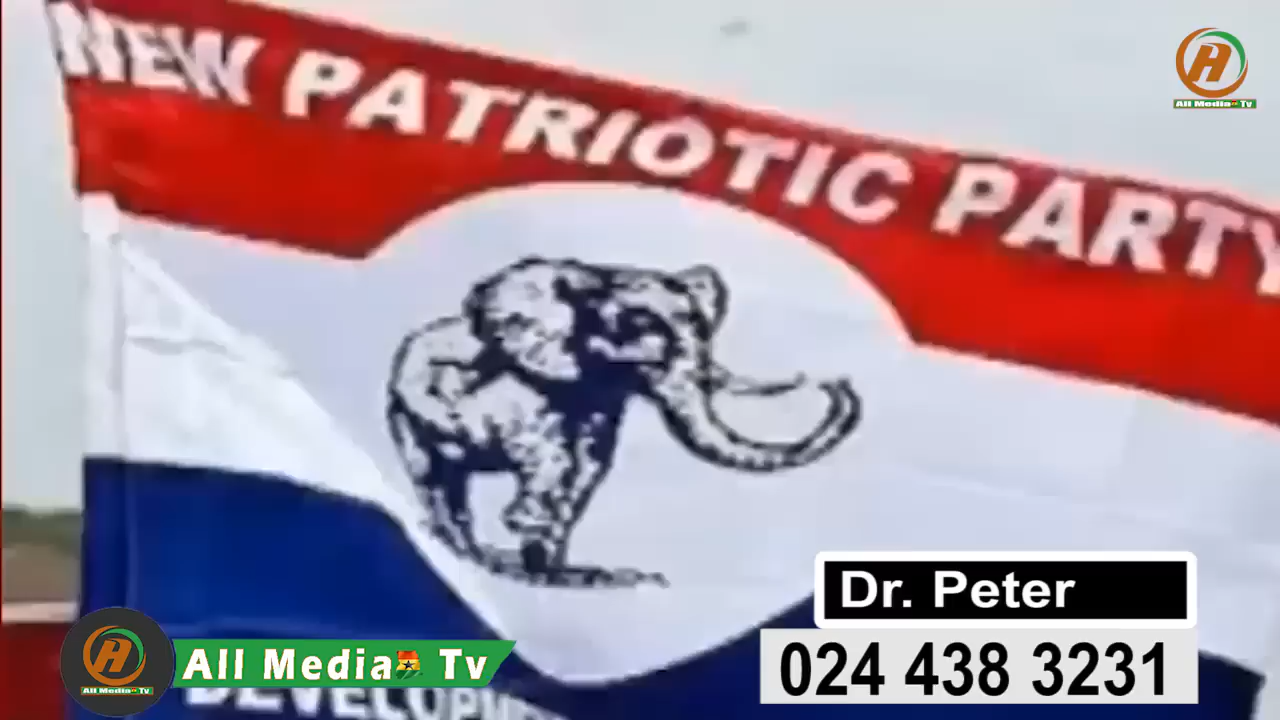 NEW PATRIOTIC PARTY
All Media Tv
Dr. Peter
024 438 3231
All Media Tv
All Media Tv